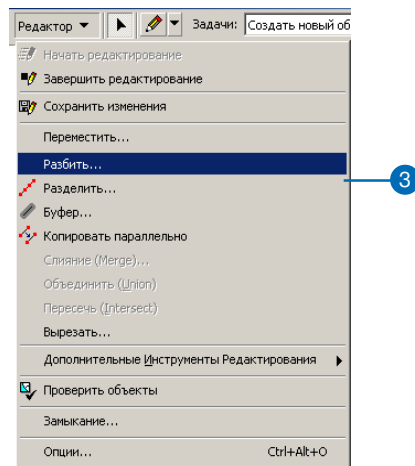 Редактор Задачи: Создать новый об
Начать редактирование
Завершить редактирование
Сохранить изменения
Переместить...
Разбить...
3
Разделить...
Буфер...
Копировать параллельно
Слияние (Merge)...
Объединить (Union)
Пересечь (Intersect)
Вырезать...
Дополнительные Инструменты Редактирования
Проверить объекты
Замыкание...
Опции... Ctrl+Alt+O